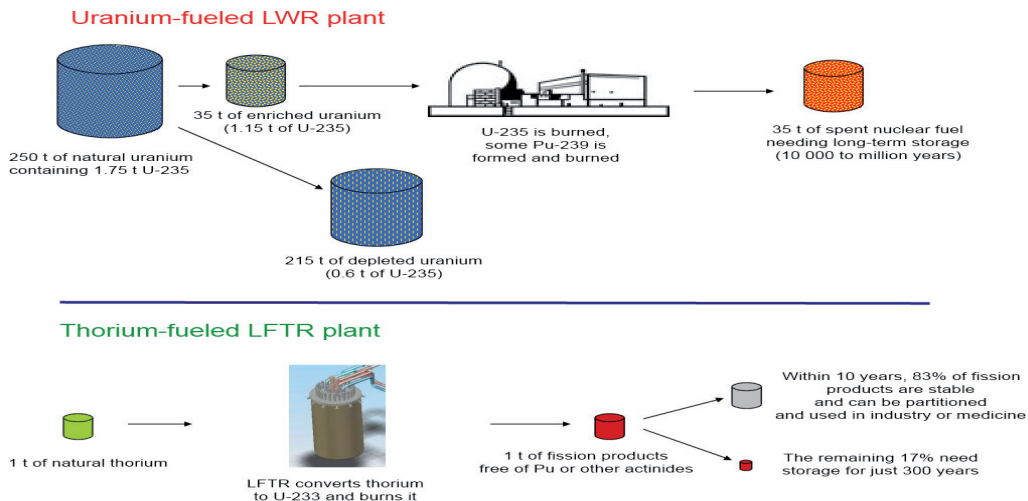 Uranium-fueled LWR plant
35 t of enriched uranium
(1.15 t of U-235)
U-235 is burned,
some Pu-239 is
formed and burned
35 t of spent nuclear fuel
needing long-term storage
(10 000 to million years)
250 t of natural uranium
containing 1.75 t U-235
215 t of depleted uranium
(0.6 t of U-235)
Thorium-fueled LFTR plant
Within 10 years, 83% of fission
products are stable
and can be partitioned
and used in industry or medicine
1 t of natural thorium
LFTR converts thorium
to U-233 and burns it
1 t of fission products
free of Pu or other actinides
The remaining 17% need
storage for just 300 years